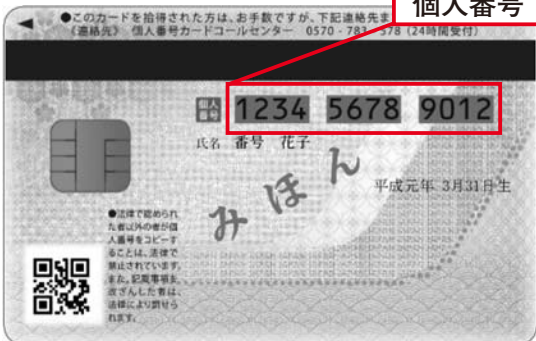 ●このカードを拾得された方は、お手数ですが、下記連絡先ま
個人番号
《連絡先》 個人番号カードコールセンター 0570-783-578 (24時間受付)
個人番号 1234 5678 9012
氏名 番号 花子
平成元年 3月31日生
みほん
●法律で認められ
た者以外の者が個
人番号をコピーす
ることは、法律で
禁止されています。
また、記載事項を
改ざんした者は、
法律により罰せら
れます。